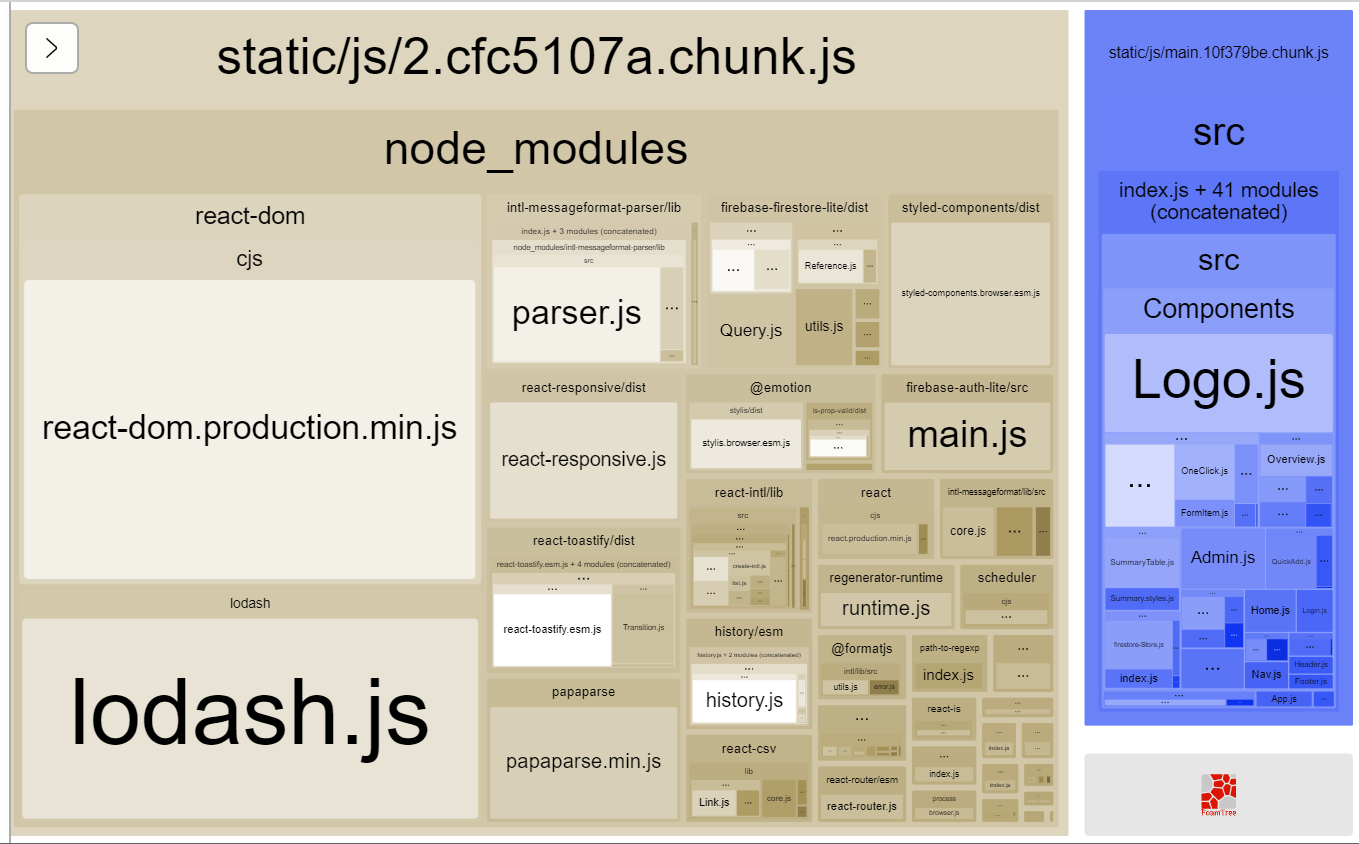 static/js/2.cfc5107a.chunk.js
node_modules
react-dom
cjs
react-dom.production.min.js
lodash
lodash.js
intl-messageformat-parser/lib
index.js + 3 modules (concatenated)
node_modules/intl-messageformat-parser/lib
src
parser.js
...
...
...
firebase-firestore-lite/dist
...
...
...
...
Query.js
...
...
Reference.js
...
utils.js
...
...
...
styled-components/dist
styled-components.browser.esm.js
react-responsive/dist
react-responsive.js
@emotion
stylis/dist
stylis.browser.esm.js
is-prop-valid/dist
...
...
...
firebase-auth-lite/src
main.js
react-toastify/dist
react-toastify.esm.js + 4 modules (concatenated)
...
...
react-toastify.esm.js
...
Transition.js
papaparse
papaparse.min.js
react-intl/lib
src
...
...
...
...
create-intl.js
list.js
...
...
...
...
history/esm
history.js + 2 modules (concatenated)
...
...
history.js
...
react-csv
lib
Link.js
...
core.js
...
react
cjs
react.production.min.js
...
intl-messageformat/lib/src
core.js
...
...
regenerator-runtime
runtime.js
scheduler
cjs
...
@formatjs
intl/lib/src
utils.js
error.js
path-to-regexp
index.js
...
...
...
...
react-router/esm
react-router.js
react-is
...
...
...
index.js
process
browser.js
...
...
...
index.js
...
...
...
index.js
...
static/js/main.10f379be.chunk.js
src
index.js + 41 modules
(concatenated)
src
Components
Logo.js
...
...
...
OneClick.js
...
FormItem.js
...
Overview.js
...
...
...
...
...
SummaryTable.js
Summary.styles.js
...
firestore-Store.js
index.js
Admin.js
QuickAdd.js
...
...
...
...
...
...
...
Home.js
Login.js
...
...
...
...
...
Nav.js
Header.js
Footer.js
...
...
...
App.js
...
FoamTree